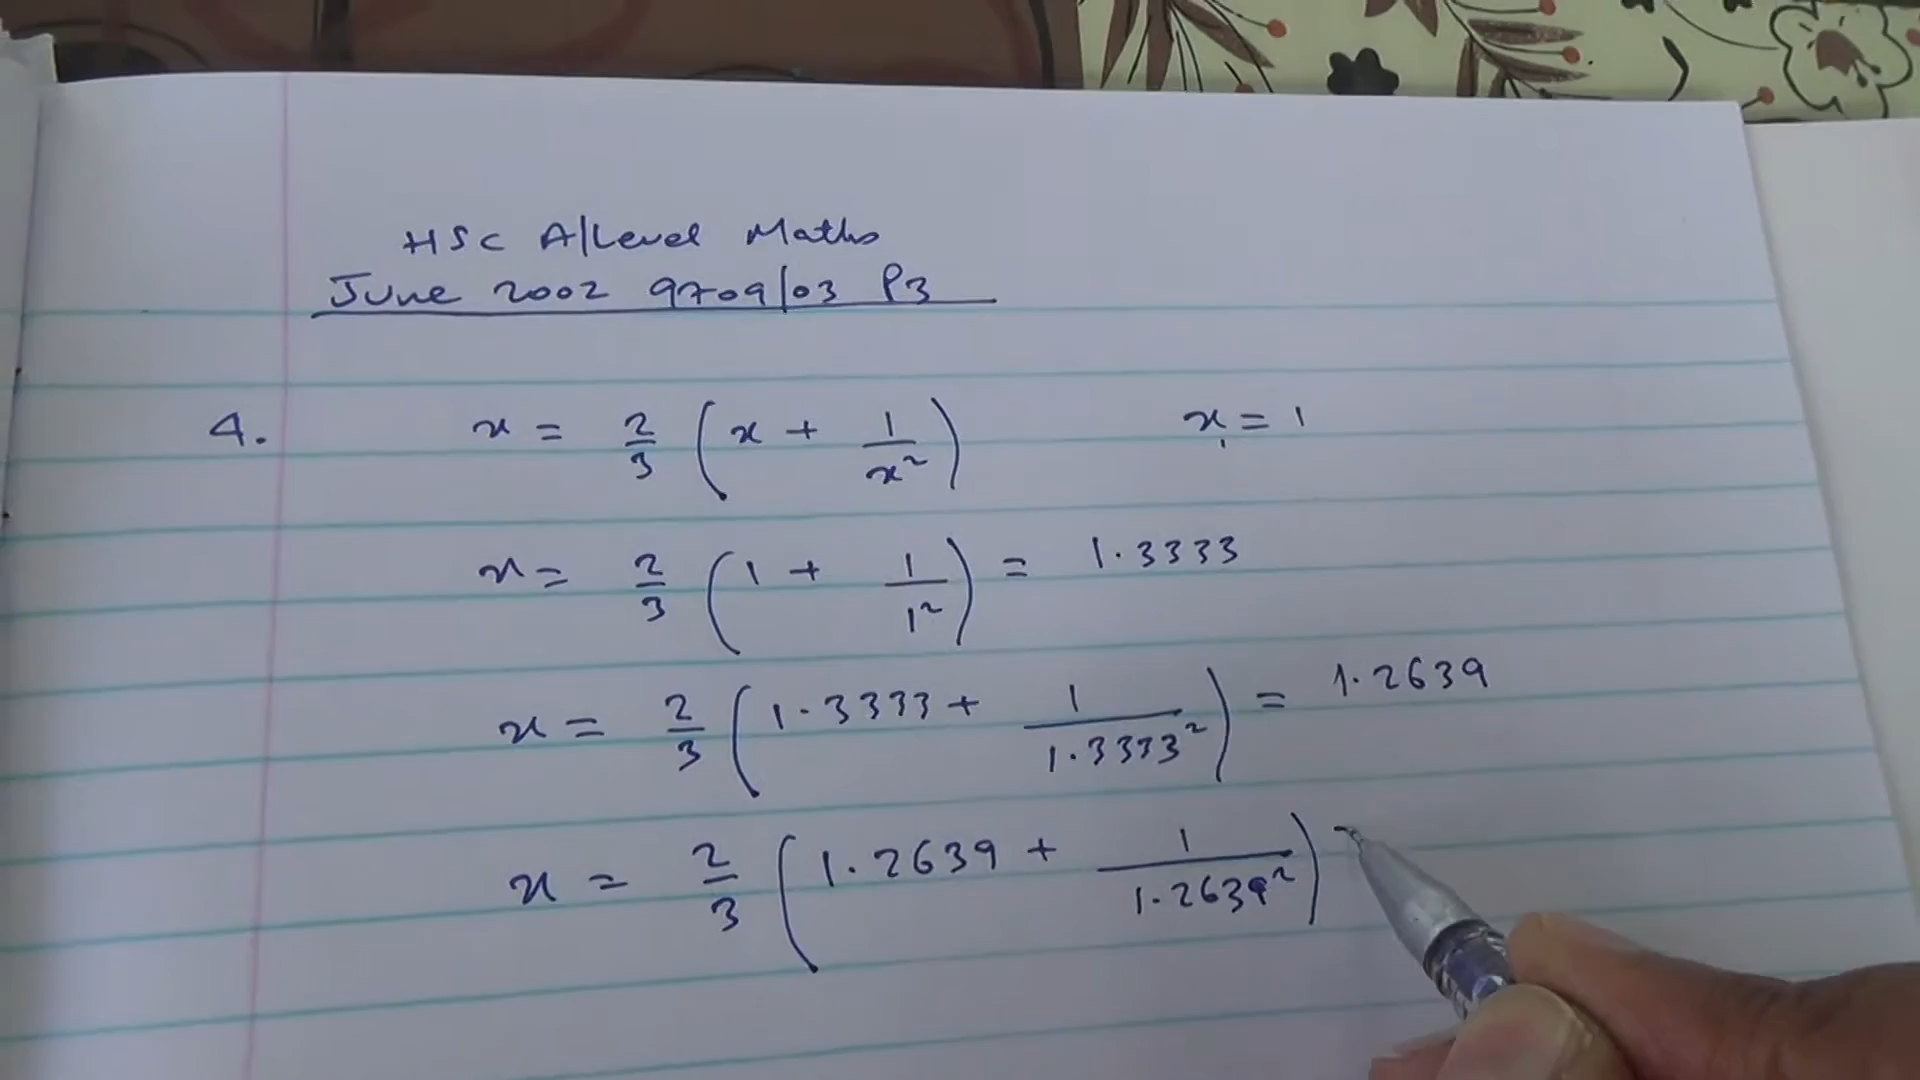 HSC A/Level Maths
June 2002 9709/03 P3
4. x = 2/3 (x + 1/x²) x₁ = 1
x = 2/3 (1 + 1/1²) = 1.3333
x = 2/3 (1.3333 + 1/1.3333²) = 1.2639
x = 2/3 (1.2639 + 1/1.2639²)